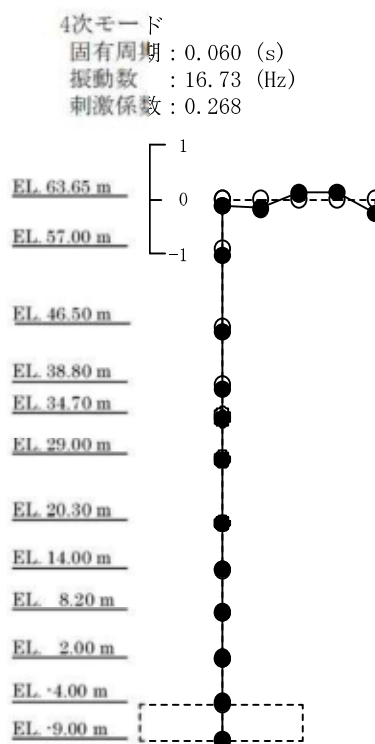 4次モード
固有周期：0.060 (s)
振動数　：16.73 (Hz)
刺激係数：0.268
1
EL. 63.65 m
0
EL. 57.00 m
-1
EL. 46.50 m
EL. 38.80 m
EL. 34.70 m
EL. 29.00 m
EL. 20.30 m
EL. 14.00 m
EL. 8.20 m
EL. 2.00 m
EL. -4.00 m
EL. -9.00 m